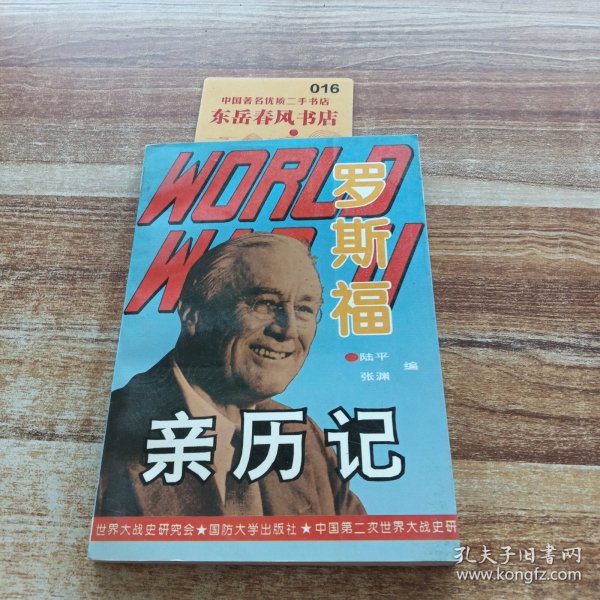 016
中国著名优质二手书店
东岳春风书店
WORLD
WAR II
罗斯福
●陆平
张渊
编
亲历记
世界大战史研究会★国防大学出版社★中国第二次世界大战史研
孔夫子旧书网
www.kongfz.com